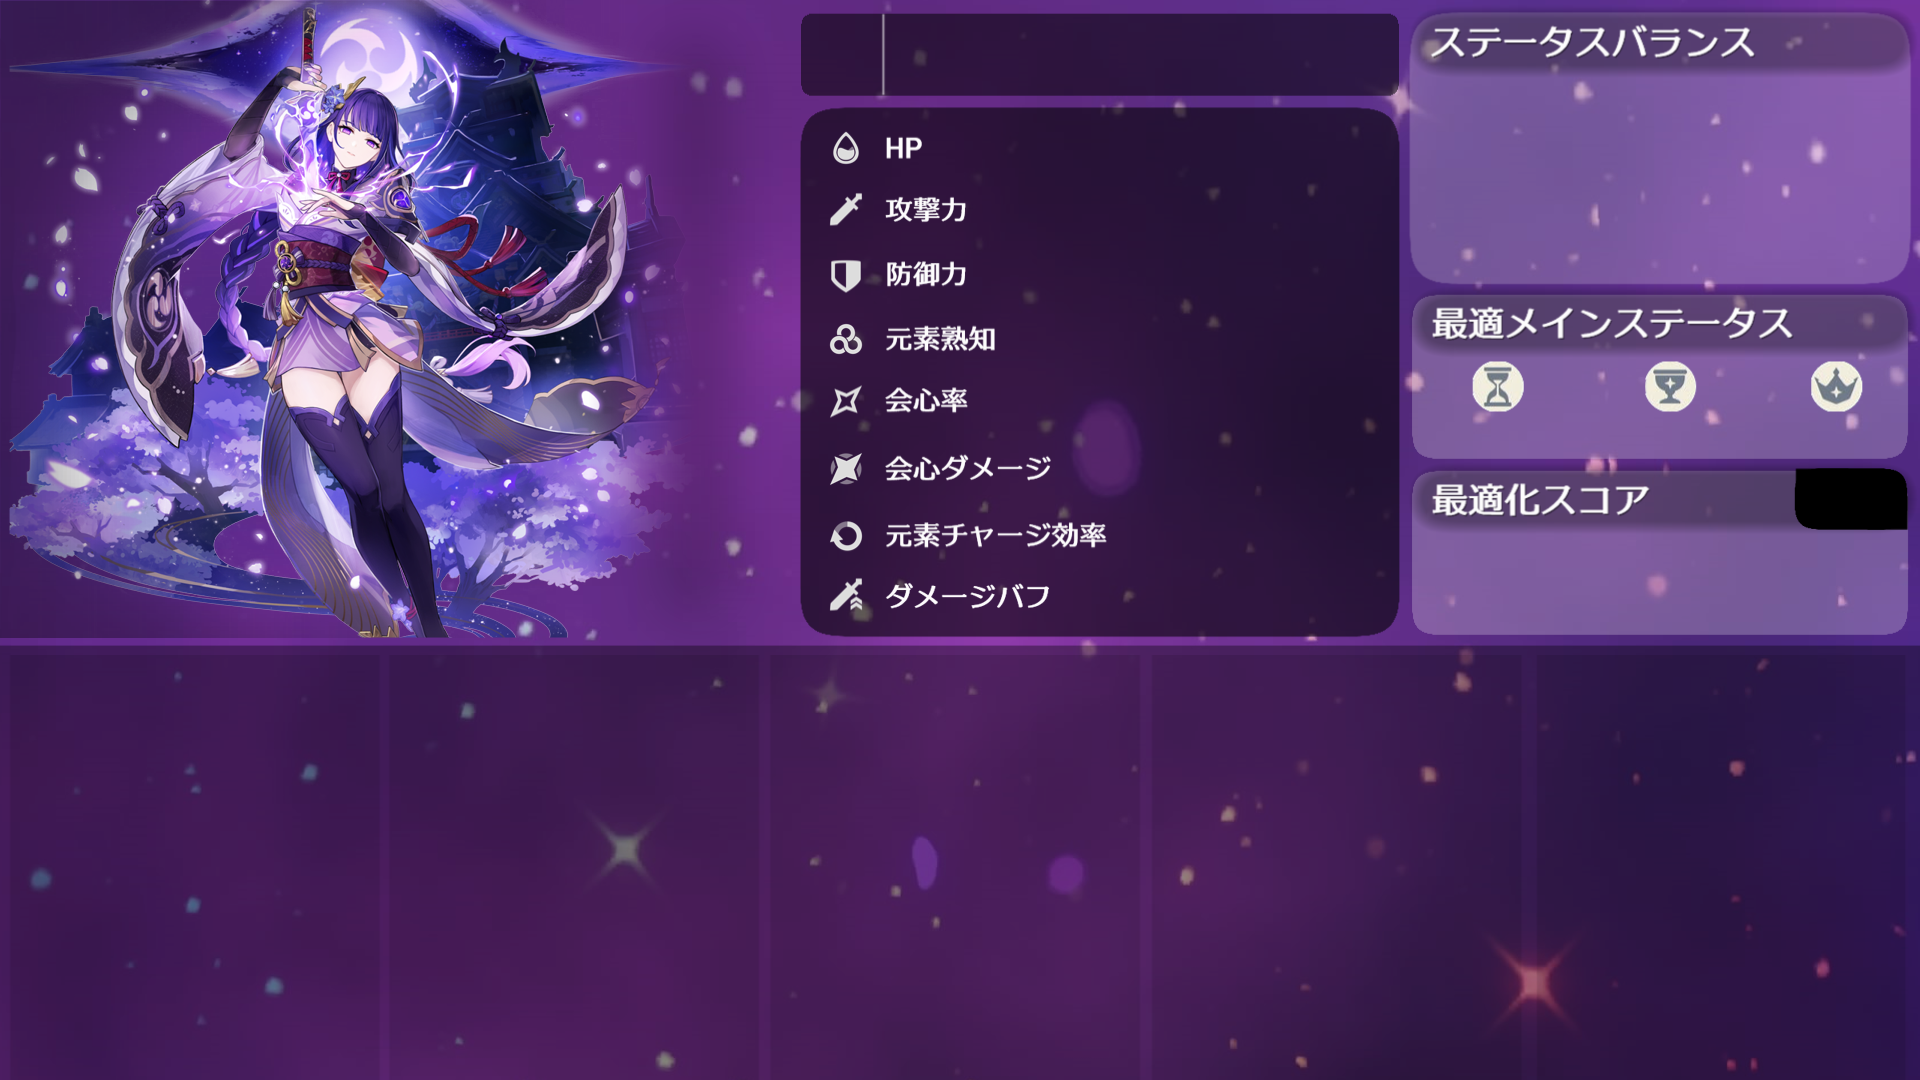 HP
攻撃力
防御力
元素熟知
会心率
会心ダメージ
元素チャージ効率
ダメージバフ
ステータスバランス
最適メインステータス
最適化スコア